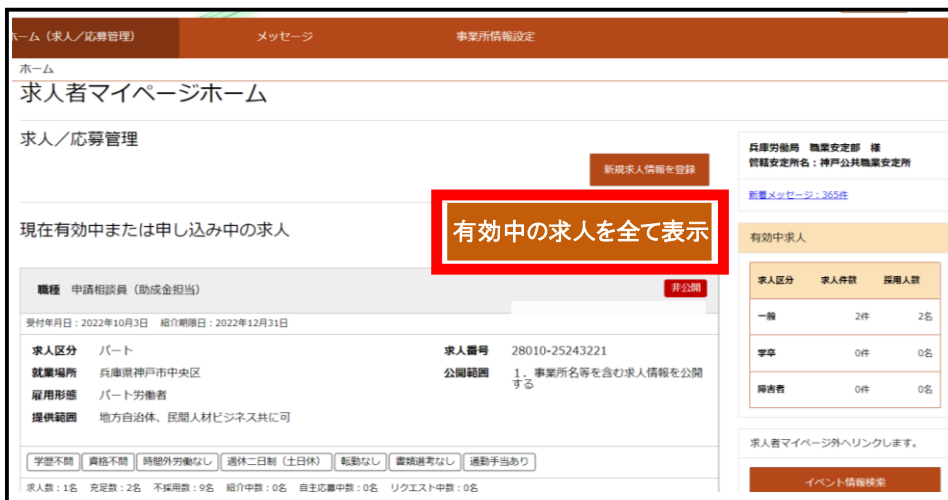 ホーム（求人／応募管理）
メッセージ
事業所情報設定
ホーム
求人者マイページホーム
求人／応募管理
新規求人情報を登録
現在有効中または申し込み中の求人
有効中の求人を全て表示
職種 申請相談員（助成金担当）
非公開
受付年月日：2022年10月3日 紹介期限日：2022年12月31日
求人区分 パート
求人番号 28010-25243221
就業場所 兵庫県神戸市中央区
公開範囲 １．事業所名等を含む求人情報を公開
する
雇用形態 パート労働者
提供範囲 地方自治体、民間人材ビジネス共に可
学歴不問 資格不問 時間外労働なし 週休二日制（土日休） 転勤なし 書類選考なし 通勤手当あり
求人数：1名 充足数：2名 不採用数：9名 紹介中数：0名 自主応募中数：0名 リクエスト中数：0名
兵庫労働局 職業安定部 様
管轄安定所名：神戸公共職業安定所
新着メッセージ：365件
有効中求人
求人区分 求人件数 採用人数
一般 2件 2名
学卒 0件 0名
障害者 0件 0名
求人者マイページ外へリンクします。
イベント情報検索